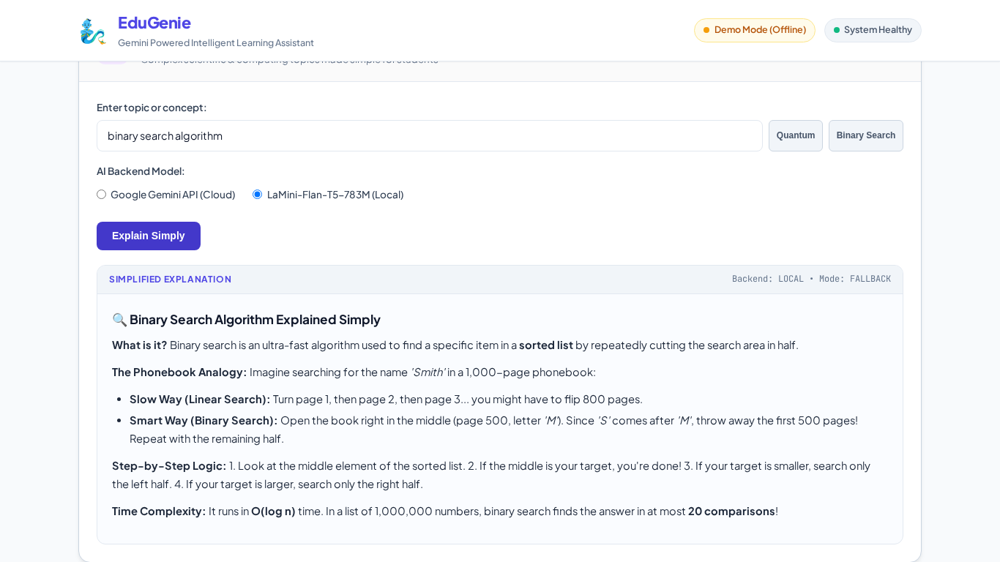 EduGenie
Gemini Powered Intelligent Learning Assistant
Demo Mode (Offline)
System Healthy
Complex scientific & computing topics made simple for students
Enter topic or concept:
binary search algorithm
Quantum
Binary Search
AI Backend Model:
Google Gemini API (Cloud)
LaMini-Flan-T5-783M (Local)
Explain Simply
SIMPLIFIED EXPLANATION
Backend: LOCAL • Mode: FALLBACK
🔍 Binary Search Algorithm Explained Simply
What is it? Binary search is an ultra-fast algorithm used to find a specific item in a sorted list by repeatedly cutting the search area in half.
The Phonebook Analogy: Imagine searching for the name 'Smith' in a 1,000-page phonebook:
• Slow Way (Linear Search): Turn page 1, then page 2, then page 3... you might have to flip 800 pages.
• Smart Way (Binary Search): Open the book right in the middle (page 500, letter 'M'). Since 'S' comes after 'M', throw away the first 500 pages!
Repeat with the remaining half.
Step-by-Step Logic: 1. Look at the middle element of the sorted list. 2. If the middle is your target, you're done! 3. If your target is smaller, search only
the left half. 4. If your target is larger, search only the right half.
Time Complexity: It runs in O(log n) time. In a list of 1,000,000 numbers, binary search finds the answer in at most 20 comparisons!